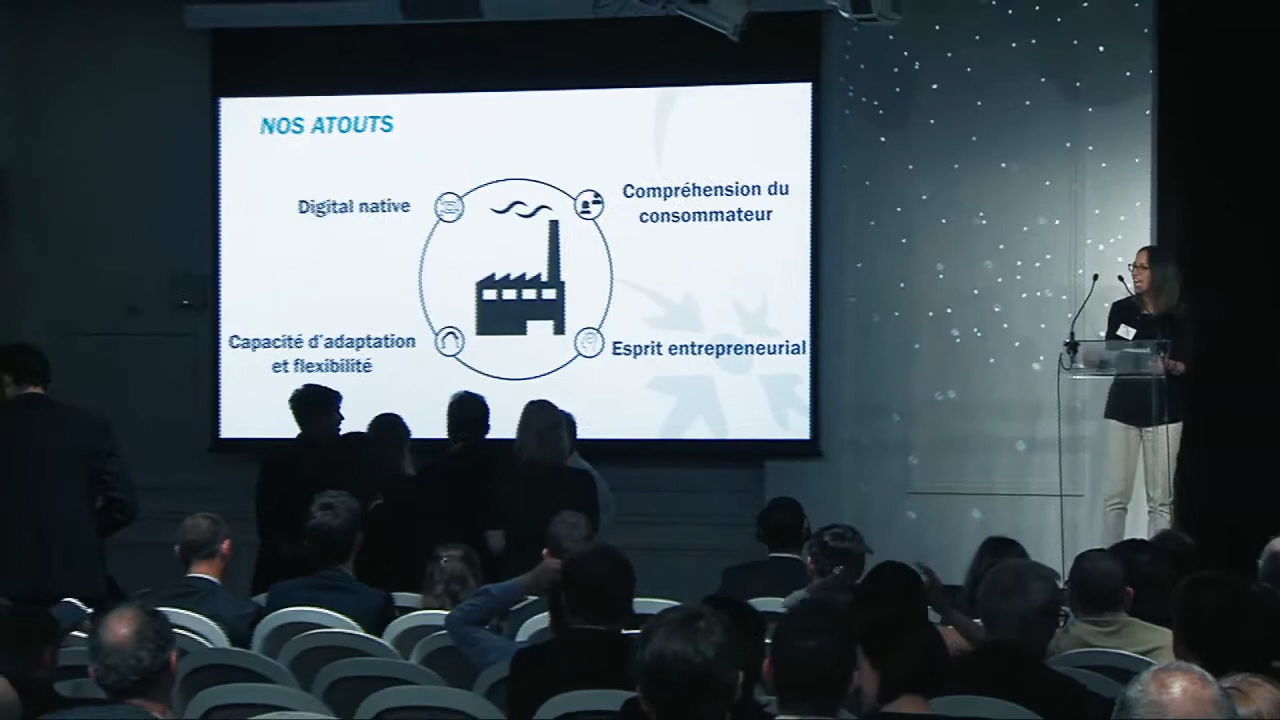 NOS ATOUTS
Digital native
Compréhension du
consommateur
Capacité d'adaptation
et flexibilité
Esprit entrepreneurial